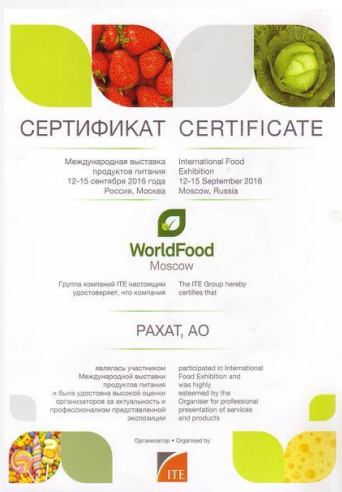 СЕРТИФИКАТ CERTIFICATE
Международная выставка
продуктов питания
12-15 сентября 2016 года
Россия, Москва
International Food
Exhibition
12-15 September 2016
Moscow, Russia
WorldFood
Moscow
Группа компаний ITE настоящим
удостоверяет, что компания
The ITE Group hereby
certifies that
РАХАТ, АО
являлась участником
Международной выставки
продуктов питания
и была удостоена высокой оценки
организаторов за актуальность и
профессионализм представленной
экспозиции
participated in International
Food Exhibition and
was highly
esteemed by the
Organiser for professional
presentation of services
and products
Организатор • Organised by
ITE